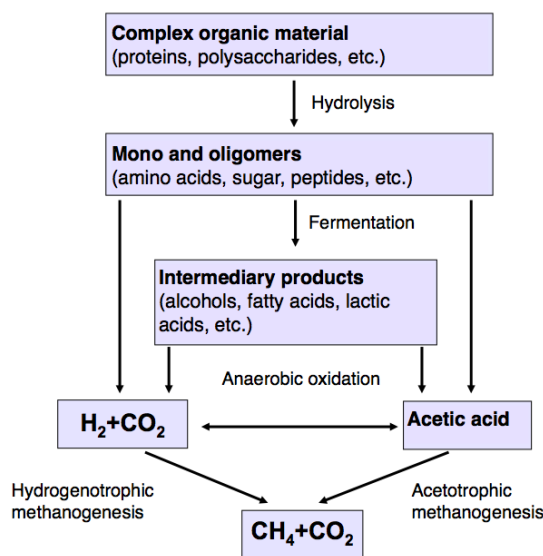 Complex organic material
(proteins, polysaccharides, etc.)
Hydrolysis
Mono and oligomers
(amino acids, sugar, peptides, etc.)
Fermentation
Intermediary products
(alcohols, fatty acids, lactic
acids, etc.)
Anaerobic oxidation
H₂+CO₂
Acetic acid
Hydrogenotrophic
methanogenesis
Acetotrophic
methanogenesis
CH₄+CO₂